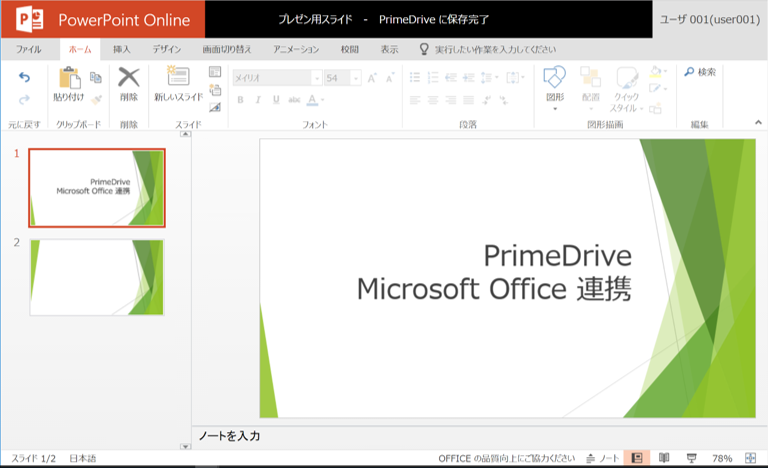 PowerPoint Online
プレゼン用スライド - PrimeDrive に保存完了
ユーザ 001(user001)
ファイル ホーム 挿入 デザイン 画面切り替え アニメーション 校閲 表示 実行したい作業を入力してください
メイリオ 54
検索
貼り付け 削除 新しいスライド 図形 配置 クイック スタイル
B I U abc A
元に戻す クリップボード 削除 スライド フォント 段落 図形描画 編集
1
PrimeDrive
Microsoft Office 連携
2
PrimeDrive
Microsoft Office 連携
ノートを入力
スライド 1/2 日本語 OFFICE の品質向上にご協力ください ノート 78%